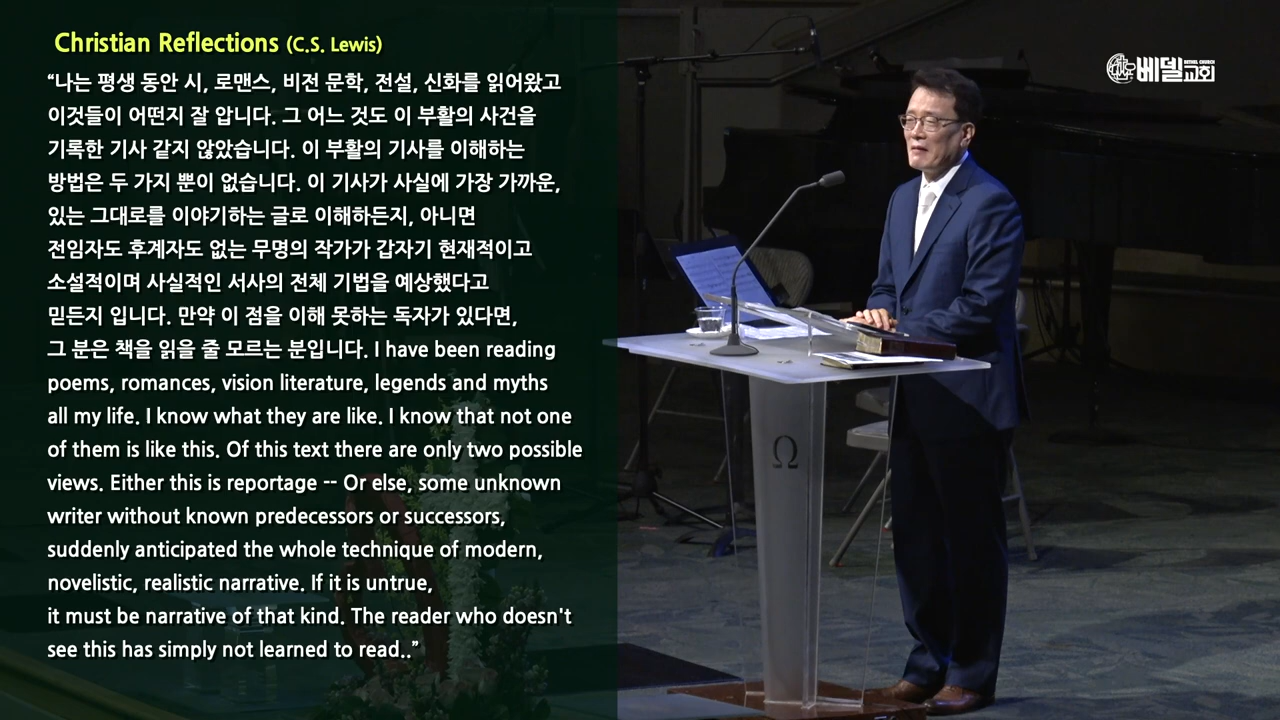 Christian Reflections (C.S. Lewis)
“나는 평생 동안 시, 로맨스, 비전 문학, 전설, 신화를 읽어왔고
이것들이 어떤지 잘 압니다. 그 어느 것도 이 부활의 사건을
기록한 기사 같지 않았습니다. 이 부활의 기사를 이해하는
방법은 두 가지 뿐이 없습니다. 이 기사가 사실에 가장 가까운,
있는 그대로를 이야기하는 글로 이해하든지, 아니면
전임자도 후계자도 없는 무명의 작가가 갑자기 현재적이고
소설적이며 사실적인 서사의 전체 기법을 예상했다고
믿든지 입니다. 만약 이 점을 이해 못하는 독자가 있다면,
그 분은 책을 읽을 줄 모르는 분입니다. I have been reading
poems, romances, vision literature, legends and myths
all my life. I know what they are like. I know that not one
of them is like this. Of this text there are only two possible
views. Either this is reportage -- Or else, some unknown
writer without known predecessors or successors,
suddenly anticipated the whole technique of modern,
novelistic, realistic narrative. If it is untrue,
it must be narrative of that kind. The reader who doesn't
see this has simply not learned to read..”
베델교회
BETHEL CHURCH
Ω